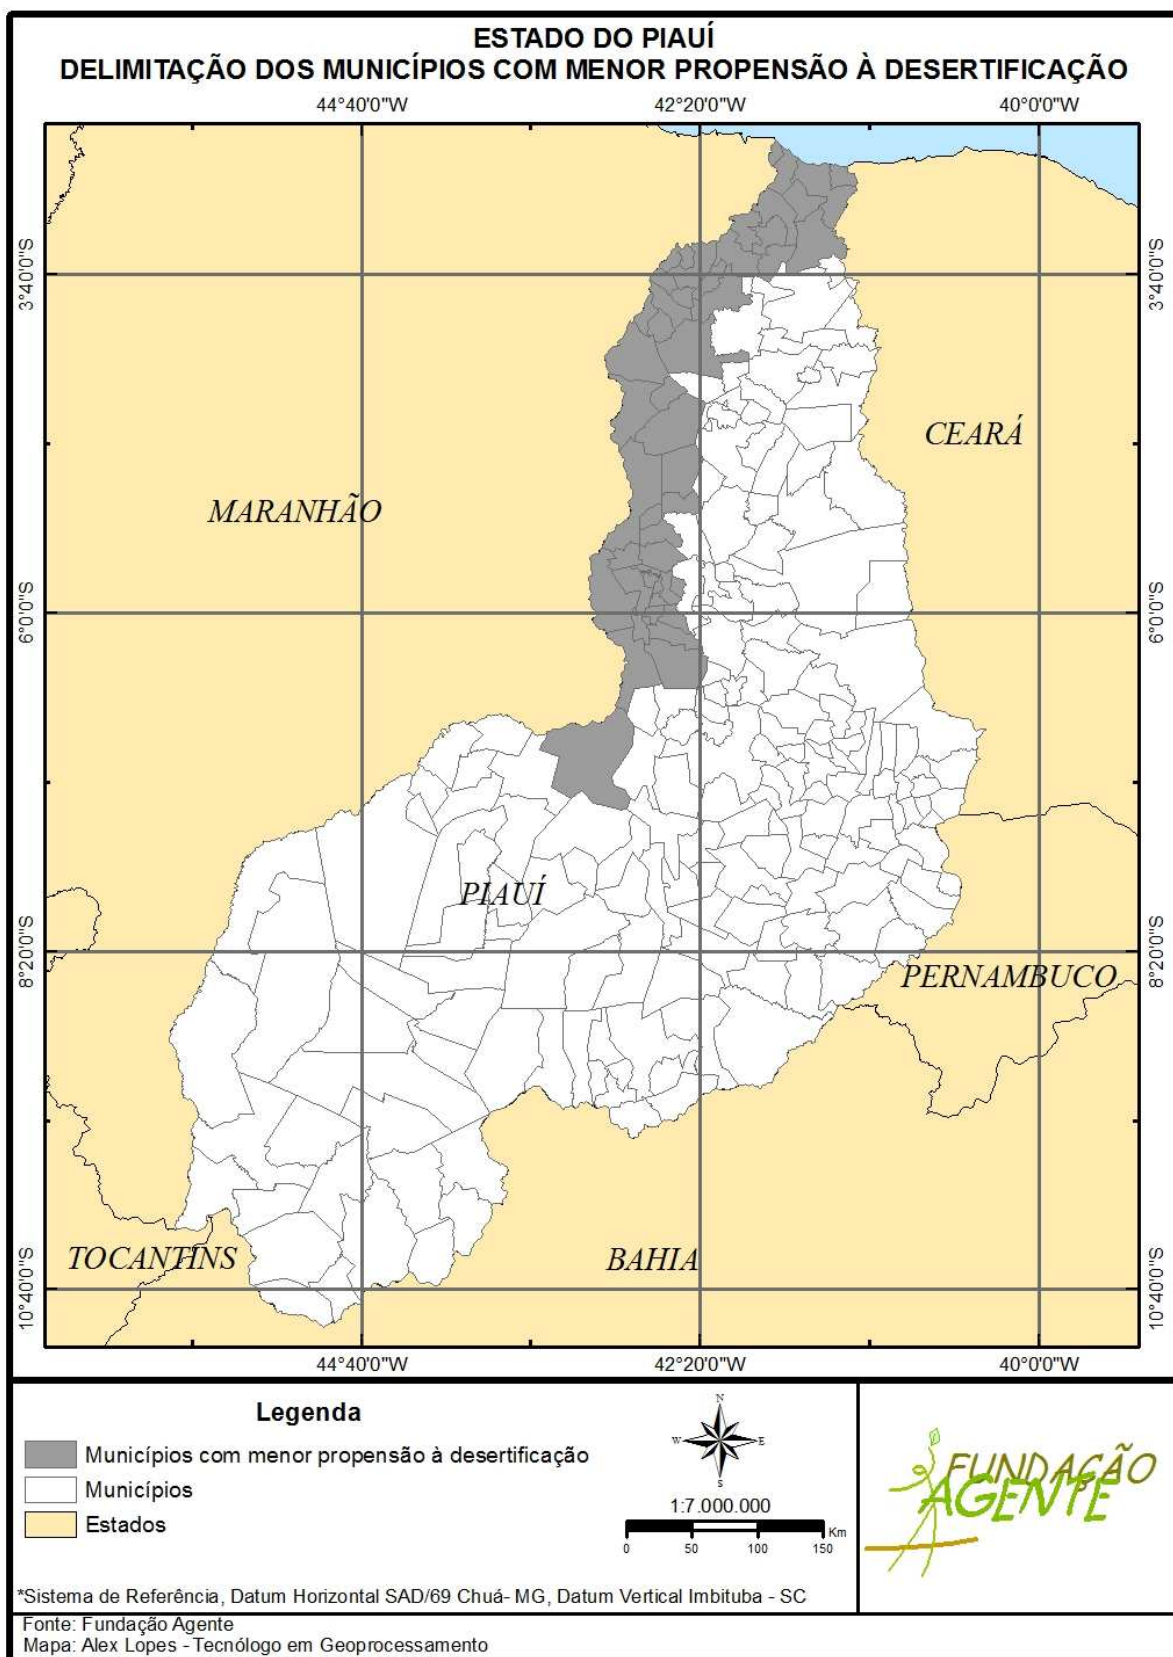 ESTADO DO PIAUÍ
DELIMITAÇÃO DOS MUNICÍPIOS COM MENOR PROPENSÃO À DESERTIFICAÇÃO
44°40'0"W 42°20'0"W 40°0'0"W
3°40'0"S 3°40'0"S
CEARÁ
MARANHÃO
6°0'0"S 6°0'0"S
PIAUÍ
8°20'0"S 8°20'0"S
PERNAMBUCO
TOCANTINS BAHIA
10°40'0"S 10°40'0"S
44°40'0"W 42°20'0"W 40°0'0"W
Legenda
Municípios com menor propensão à desertificação
Municípios
Estados
N
W E
S
1:7.000.000
Km
0 50 100 150
FUNDAÇÃO
AGENTE
*Sistema de Referência, Datum Horizontal SAD/69 Chuá- MG, Datum Vertical Imbituba - SC
Fonte: Fundação Agente
Mapa: Alex Lopes - Tecnólogo em Geoprocessamento